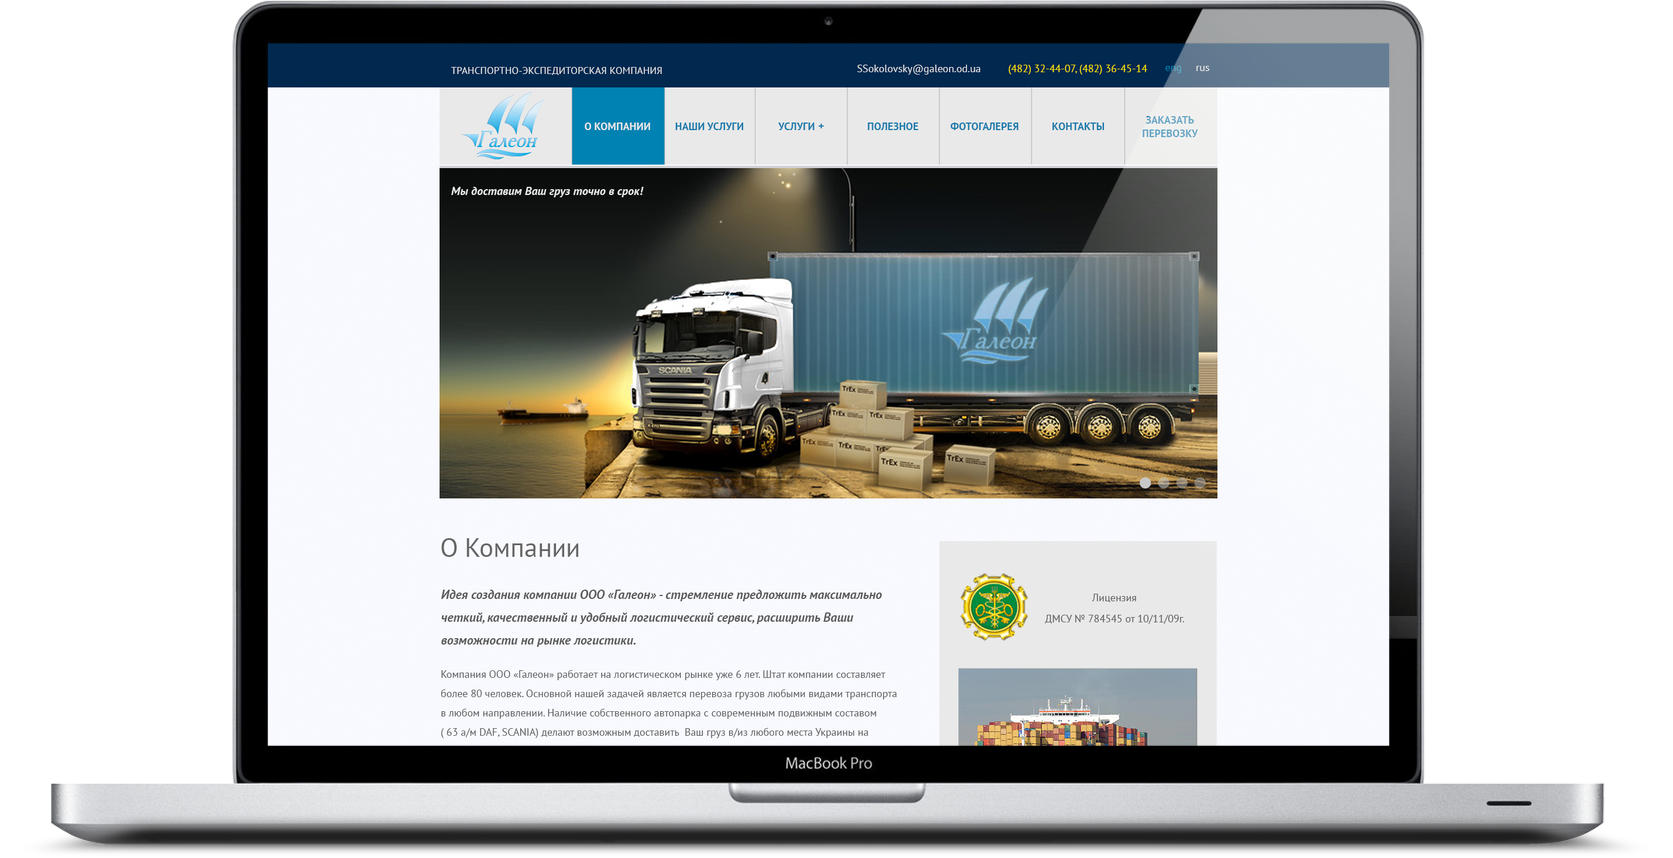 ТРАНСПОРТНО-ЭКСПЕДИТОРСКАЯ КОМПАНИЯ
SSokolovsky@galeon.od.ua
(482) 32-44-07, (482) 36-45-14
eng rus
Галеон
О КОМПАНИИ
НАШИ УСЛУГИ
УСЛУГИ +
ПОЛЕЗНОЕ
ФОТОГАЛЕРЕЯ
КОНТАКТЫ
ЗАКАЗАТЬ
ПЕРЕВОЗКУ
Мы доставим Ваш груз точно в срок!
Галеон
SCANIA
TrEx
TrEx
TrEx
TrEx
TrEx
TrEx
TrEx
О Компании
Идея создания компании ООО «Галеон» - стремление предложить максимально
четкий, качественный и удобный логистический сервис, расширить Ваши
возможности на рынке логистики.
Компания ООО «Галеон» работает на логистическом рынке уже 6 лет. Штат компании составляет
более 80 человек. Основной нашей задачей является перевоза грузов любыми видами транспорта
в любом направлении. Наличие собственного автопарка с современным подвижным составом
( 63 а/м DAF, SCANIA) делают возможным доставить Ваш груз в/из любого места Украины на
Лицензия
ДМСУ № 784545 от 10/11/09г.
MacBook Pro